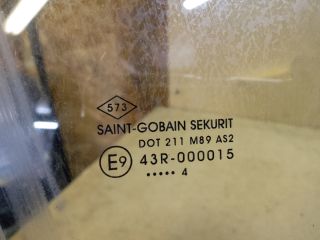 573
SAINT-GOBAIN SEKURIT
DOT 211 M89 AS2
E9 43R-000015
..... 4